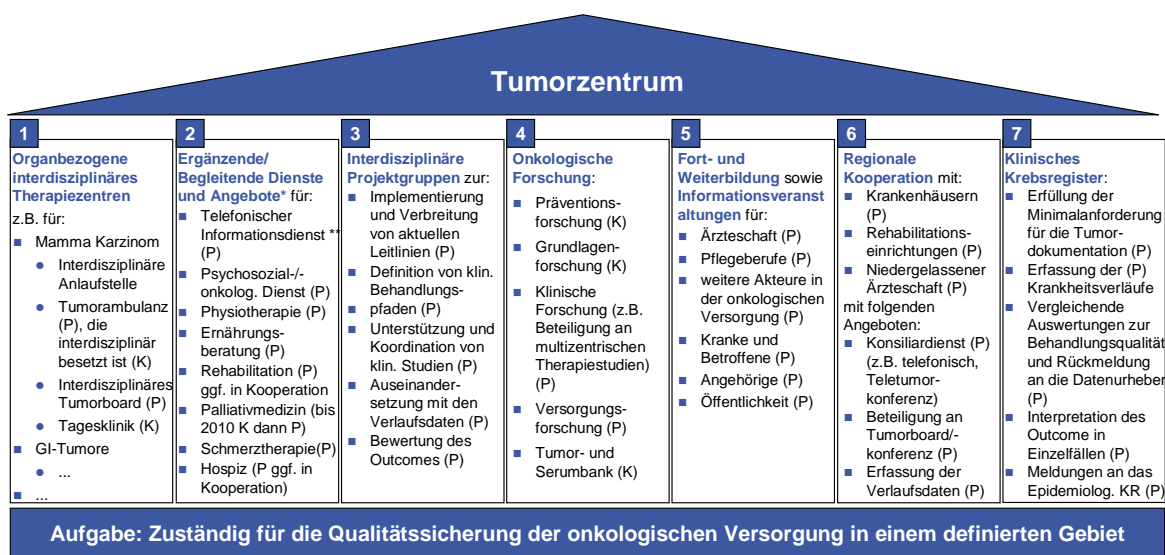 Tumorzentrum
1
Organbezogene
interdisziplinäres
Therapiezentren
z.B. für:
Mamma Karzinom
Interdisziplinäre
Anlaufstelle
Tumorambulanz
(P), die
interdisziplinär
besetzt ist (K)
Interdisziplinäres
Tumorboard (P)
Tagesklinik (K)
GI-Tumore
...
...
2
Ergänzende/
Begleitende Dienste
und Angebote* für:
Telefonischer
Informationsdienst **
(P)
Psychosozial-/-
onkolog. Dienst (P)
Physiotherapie (P)
Ernährungs-
beratung (P)
Rehabilitation (P)
ggf. in Kooperation
Palliativmedizin (bis
2010 K dann P)
Schmerztherapie(P)
Hospiz (P ggf. in
Kooperation)
3
Interdisziplinäre
Projektgruppen zur:
Implementierung
und Verbreitung
von aktuellen
Leitlinien (P)
Definition von klin.
Behandlungs-
pfaden (P)
Unterstützung und
Koordination von
klin. Studien (P)
Auseinander-
setzung mit den
Verlaufsdaten (P)
Bewertung des
Outcomes (P)
4
Onkologische
Forschung:
Präventions-
forschung (K)
Grundlagen-
forschung (K)
Klinische
Forschung (z.B.
Beteiligung an
multizentrischen
Therapiestudien)
(P)
Versorgungs-
forschung (P)
Tumor- und
Serumbank (K)
5
Fort- und
Weiterbildung sowie
Informationsveranst
altungen für:
Ärzteschaft (P)
Pflegeberufe (P)
weitere Akteure in
der onkologischen
Versorgung (P)
Kranke und
Betroffene (P)
Angehörige (P)
Öffentlichkeit (P)
6
Regionale
Kooperation mit:
Krankenhäusern
(P)
Rehabilitations-
einrichtungen (P)
Niedergelassener
Ärzteschaft (P)
mit folgenden
Angeboten:
Konsiliardienst (P)
(z.B. telefonisch,
Teletumor-
konferenz)
Beteiligung an
Tumorboard/-
konferenz (P)
Erfassung der
Verlaufsdaten (P)
7
Klinisches
Krebsregister:
Erfüllung der
Minimalanforderung
für die Tumor-
dokumentation (P)
Erfassung der (P)
Krankheitsverläufe
Vergleichende
Auswertungen zur
Behandlungsqualität
und Rückmeldung
an die Datenurheber
(P)
Interpretation des
Outcome in
Einzelfällen (P)
Meldungen an das
Epidemiolog. KR (P)
Aufgabe: Zuständig für die Qualitätssicherung der onkologischen Versorgung in einem definierten Gebiet